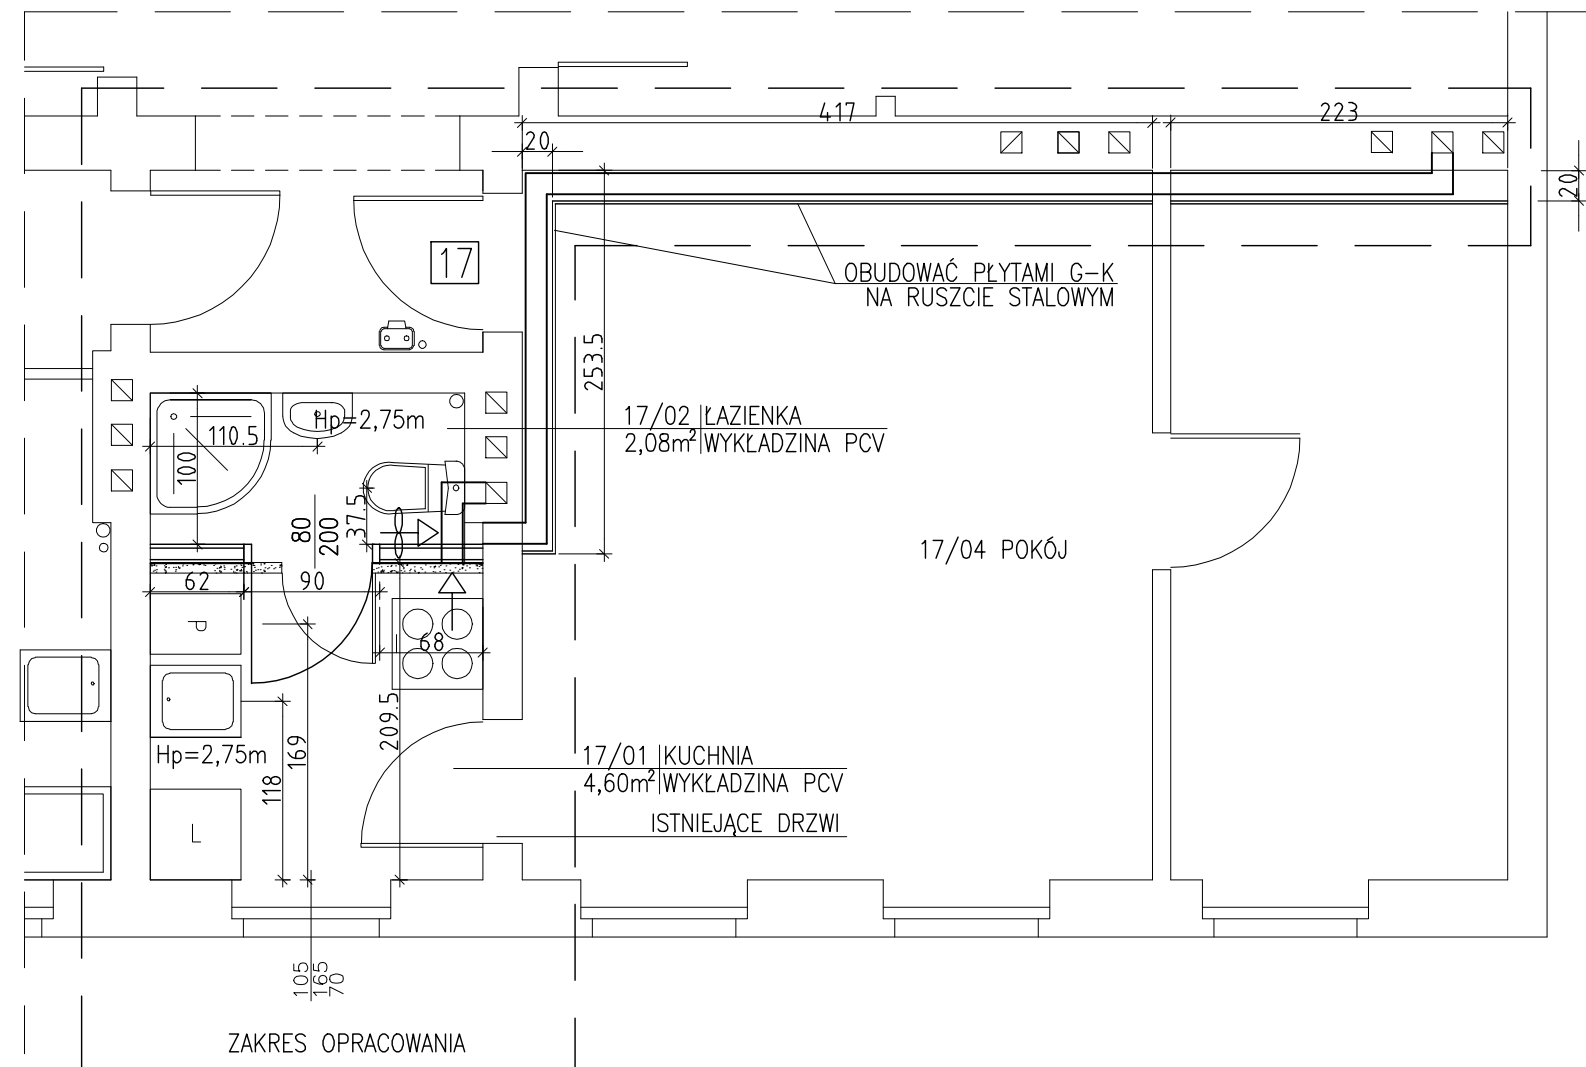 417
223
20
20
17
OBUDOWAĆ PŁYTAMI G-K
NA RUSZCIE STALOWYM
253.5
17/02 ŁAZIENKA
2,08m² WYKŁADZINA PCV
Hp=2,75m
110.5
100
37.5
80
200
17/04 POKÓJ
62
90
P
68
209.5
Hp=2,75m
169
118
17/01 KUCHNIA
4,60m² WYKŁADZINA PCV
ISTNIEJĄCE DRZWI
L
105
165
70
ZAKRES OPRACOWANIA